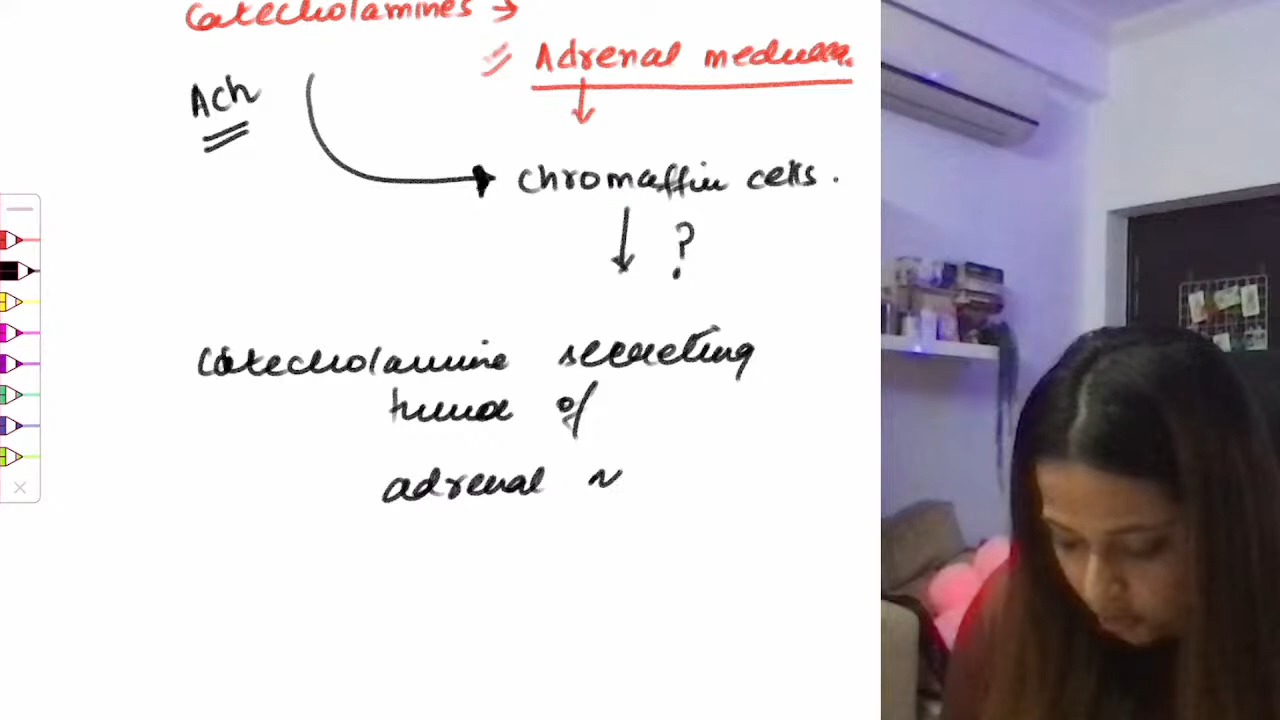 Catecholamines →
Adrenal medulla.
Ach
chromaffin cells.
?
Catecholamine secreting
tumor of
adrenal